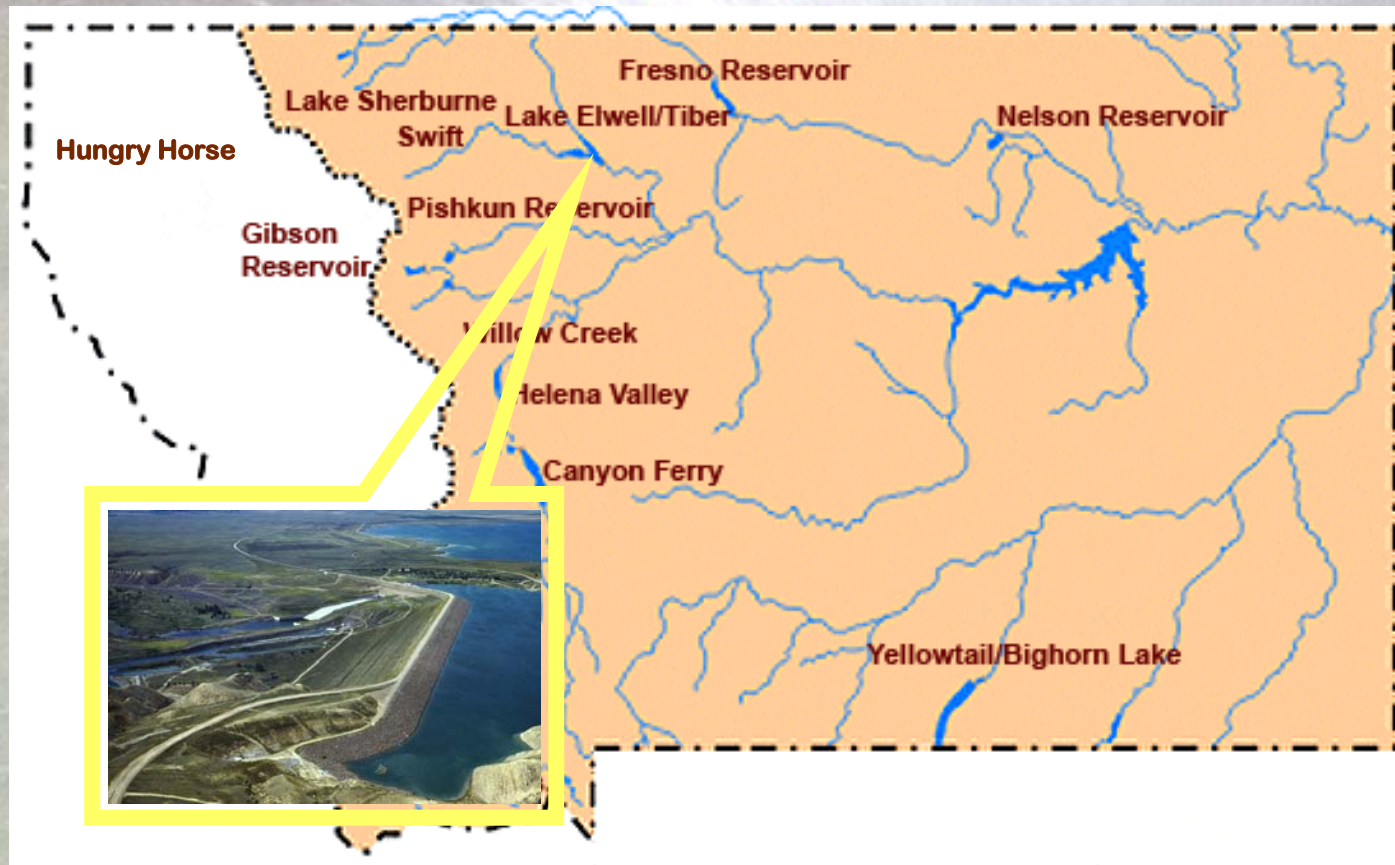 Fresno Reservoir
Lake Sherburne
Swift
Lake Elwell/Tiber
Nelson Reservoir
Hungry Horse
Pishkun Reservoir
Gibson
Reservoir
Willow Creek
Helena Valley
Canyon Ferry
Yellowtail/Bighorn Lake